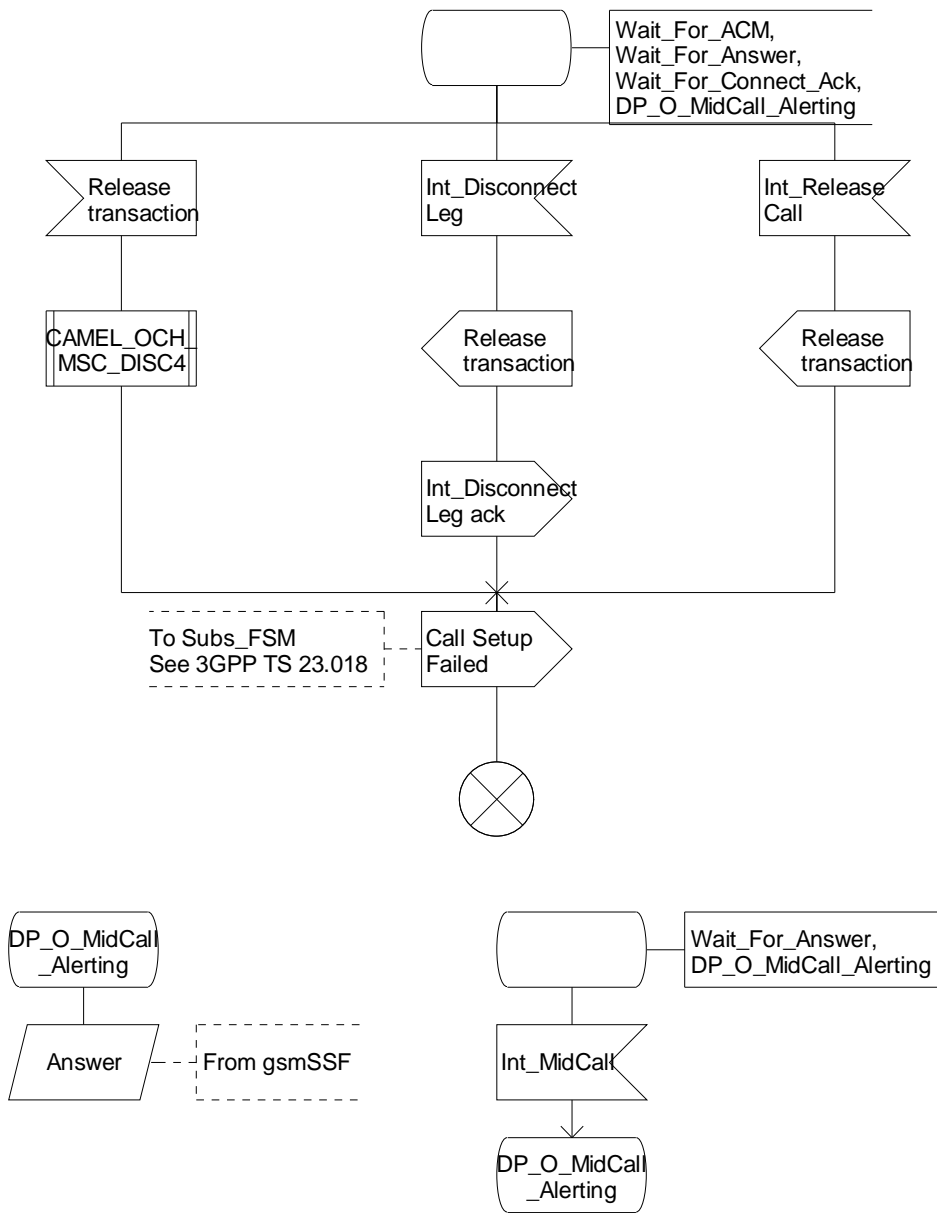 Wait_For_ACM,
Wait_For_Answer,
Wait_For_Connect_Ack,
DP_O_MidCall_Alerting
Release
transaction
Int_Disconnect
Leg
Int_Release
Call
CAMEL_OCH_
MSC_DISC4
Release
transaction
Release
transaction
Int_Disconnect
Leg ack
To Subs_FSM
See 3GPP TS 23.018
Call Setup
Failed
DP_O_MidCall
_Alerting
Wait_For_Answer,
DP_O_MidCall_Alerting
Answer
From gsmSSF
Int_MidCall
DP_O_MidCall
_Alerting